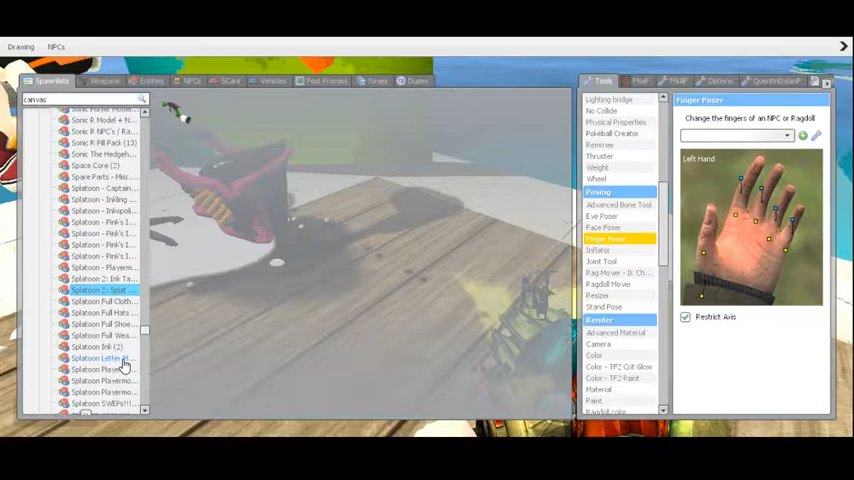 Drawing NPCs
Spawnlists Weapons Entities NPCs SCars Vehicles Post Process Saves Dupes
canvas
Sonic Player Model...
Sonic R Model + N...
Sonic R NPC's / Ra...
Sonic R Pill Pack (13)
Sonic The Hedgeh...
Space Core (2)
Spare Parts - Misc...
Splatoon - Captain...
Splatoon - Inkling ...
Splatoon - Inkopoli...
Splatoon - Pink's I...
Splatoon - Pink's I...
Splatoon - Pink's I...
Splatoon - Pink's I...
Splatoon - Playerm...
Splatoon 2: Ink Ta...
Splatoon 2: Splat ...
Splatoon Full Cloth...
Splatoon Full Hats ...
Splatoon Full Shoe...
Splatoon Full Wea...
Splatoon Ink (2)
Splatoon Letter M...
Splatoon Playe...
Splatoon Playermo...
Splatoon Playermo...
Splatoon SWEPs!!!...
Tools FNaF FNAF Options QuentinDylanP
Lighting bridge
No Collide
Physical Properties
Pokéball Creator
Remove
Thruster
Weight
Wheel
Posing
Advanced Bone Tool
Eye Poser
Face Poser
Finger Poser
Inflator
Joint Tool
Rag Mover - IK Ch...
Ragdoll Mover
Resizer
Stand Pose
Render
Advanced Material
Camera
Color
Color - TF2 Crit Glow
Color - TF2 Paint
Material
Paint
Ragdoll color
Finger Poser
Change the fingers of an NPC or Ragdoll
Left Hand
Restrict Axis